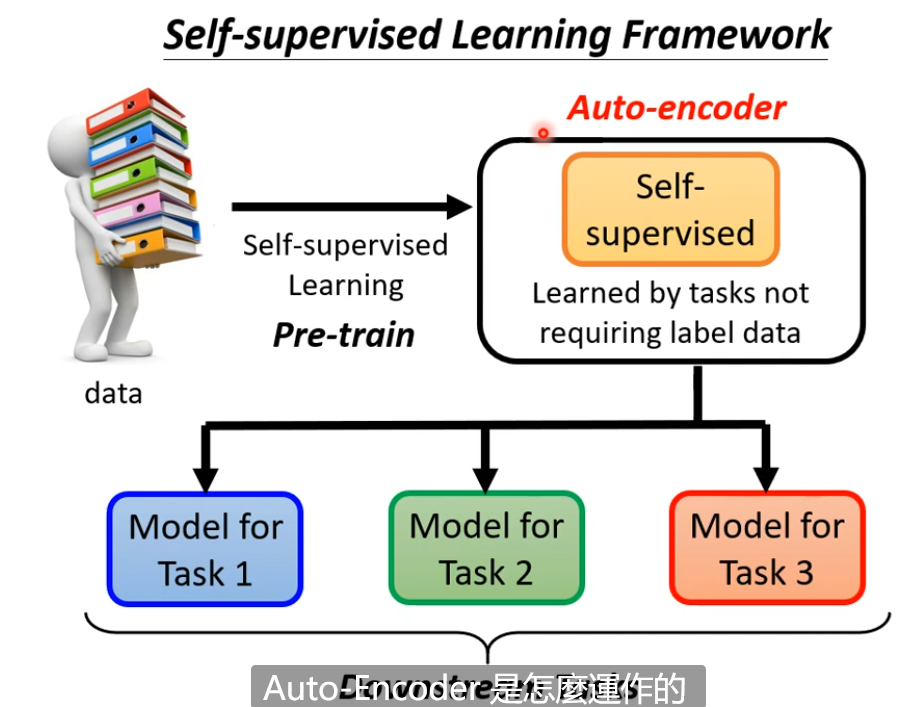 Self-supervised Learning Framework
Auto-encoder
Self-
supervised
Learned by tasks not
requiring label data
Self-supervised
Learning
Pre-train
data
Model for
Task 1
Model for
Task 2
Model for
Task 3
Downstream Tasks
Auto-Encoder 是怎麼運作的